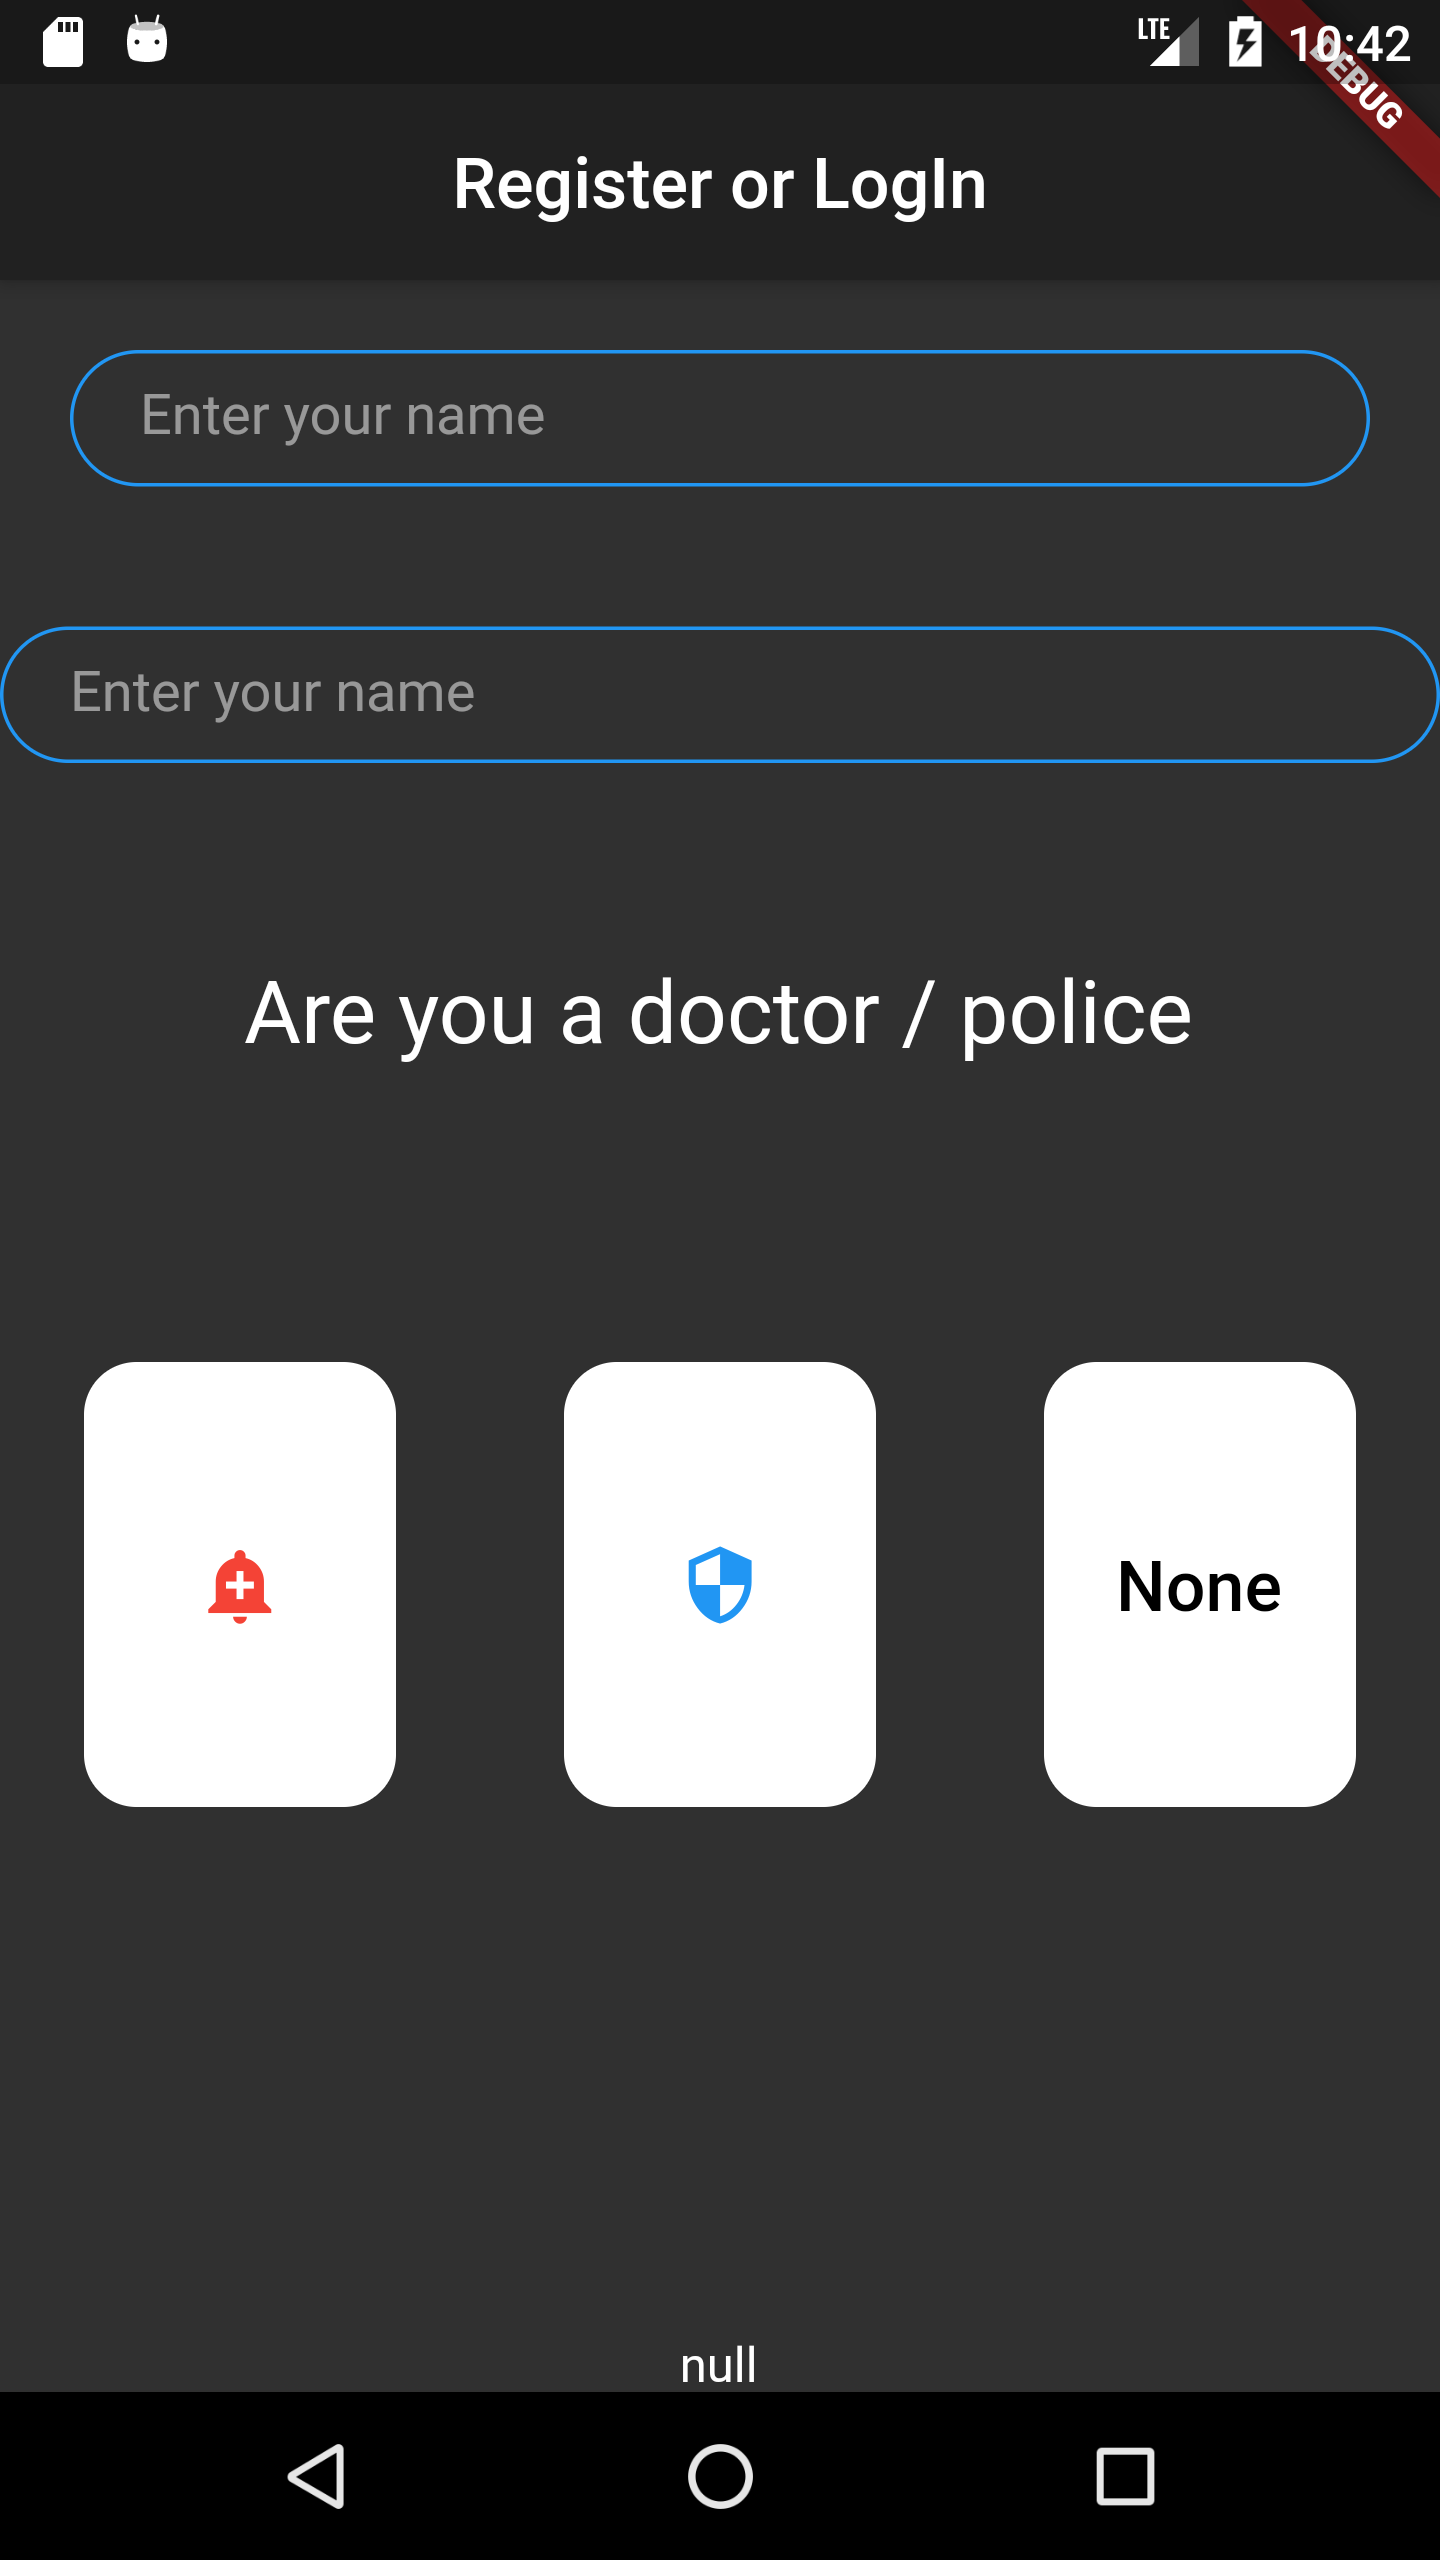 LTE 10:42
DEBUG
Register or LogIn
Enter your name
Enter your name
Are you a doctor / police
None
null